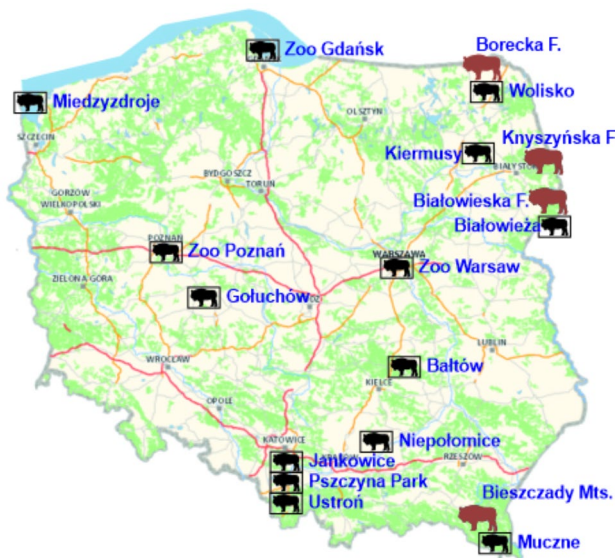 Zoo Gdańsk
Borecka F.
Wolisko
Miedzyzdroje
OLSZTYN
SZCZECIN
Knyszyńska F
Kiermusy
BIAŁYSTO
BYDGOSZCZ
TORUŃ
GORZÓW
WIELKOPOLSKI
Białowieska F.
Białowieża
POZNAŃ
Zoo Poznań
WARSZAWA
Zoo Warsaw
ZIELONA GÓRA
Gołuchów
ÓDŹ
LUBLIN
WROCŁAW
Bałtów
KIELCE
OPOLE
Niepołomice
KATOWICE
Jankowice
RZESZÓW
Pszczyna Park
Bieszczady Mts.
Ustroń
Muczne